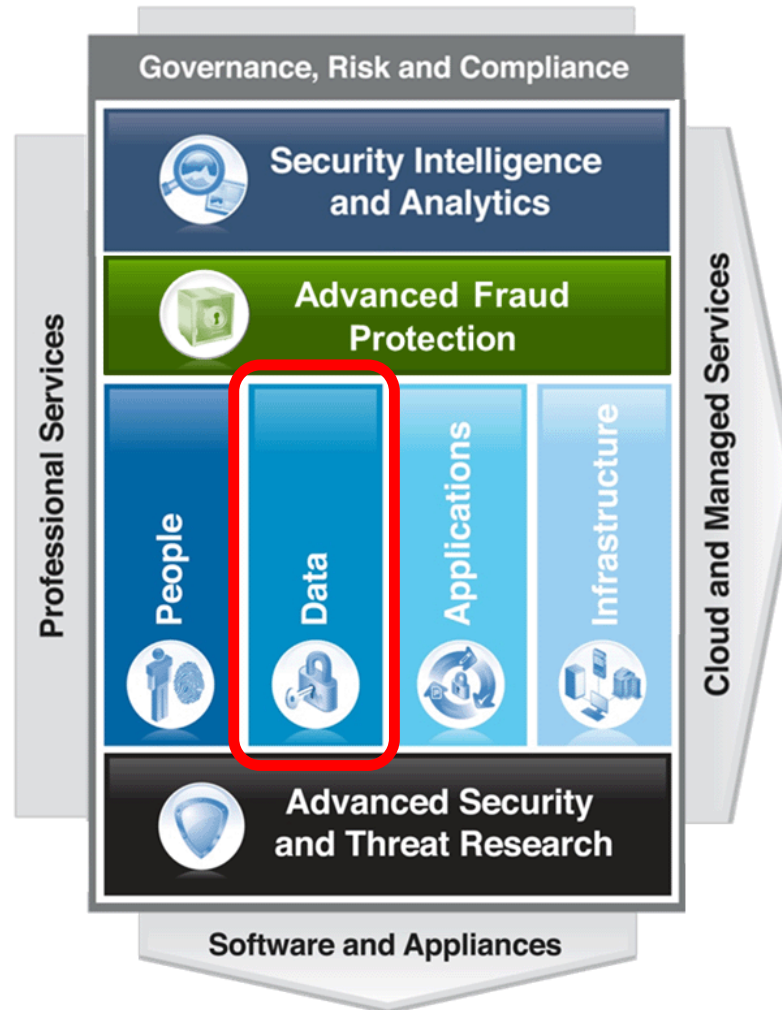 Governance, Risk and Compliance
Security Intelligence
and Analytics
Advanced Fraud
Protection
Professional Services
People
Data
Applications
Infrastructure
Cloud and Managed Services
Advanced Security
and Threat Research
Software and Appliances